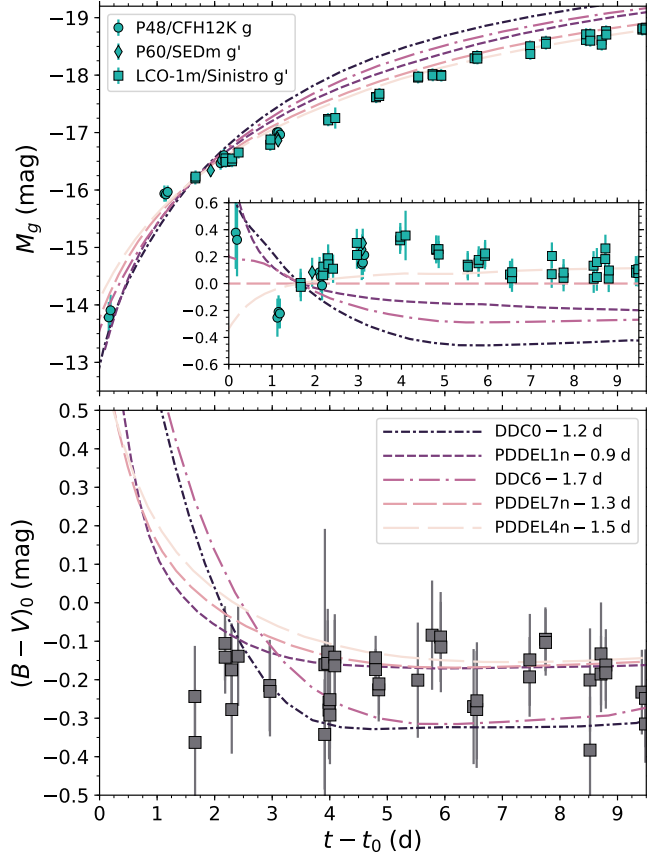 −19
−18
−17
−16
−15
−14
−13
M_g (mag)
P48/CFH12K g
P60/SEDm g'
LCO-1m/Sinistro g'
0.6
0.4
0.2
0.0
−0.2
−0.4
−0.6
0 1 2 3 4 5 6 7 8 9
0.5
0.4
0.3
0.2
0.1
0.0
−0.1
−0.2
−0.3
−0.4
−0.5
(B − V)_0 (mag)
DDC0 − 1.2 d
PDDEL1n − 0.9 d
DDC6 − 1.7 d
PDDEL7n − 1.3 d
PDDEL4n − 1.5 d
0 1 2 3 4 5 6 7 8 9
t − t_0 (d)